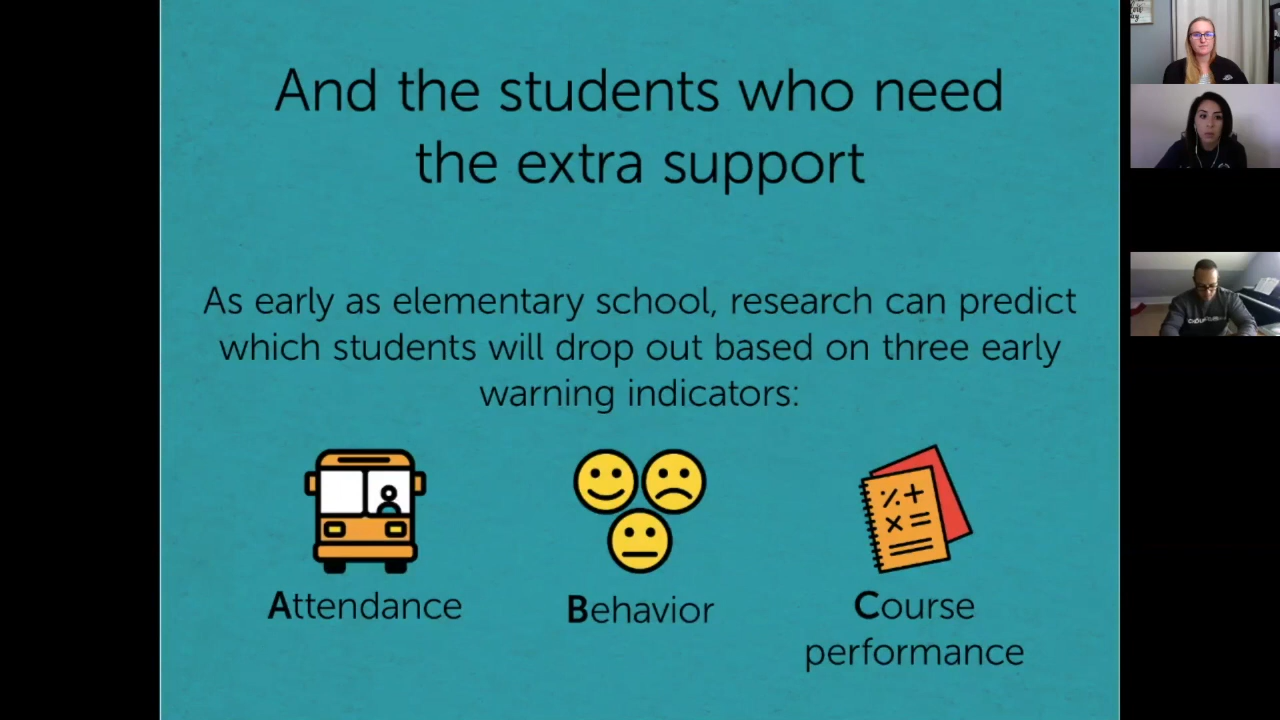 And the students who need
the extra support
As early as elementary school, research can predict
which students will drop out based on three early
warning indicators:
Attendance
Behavior
Course
performance